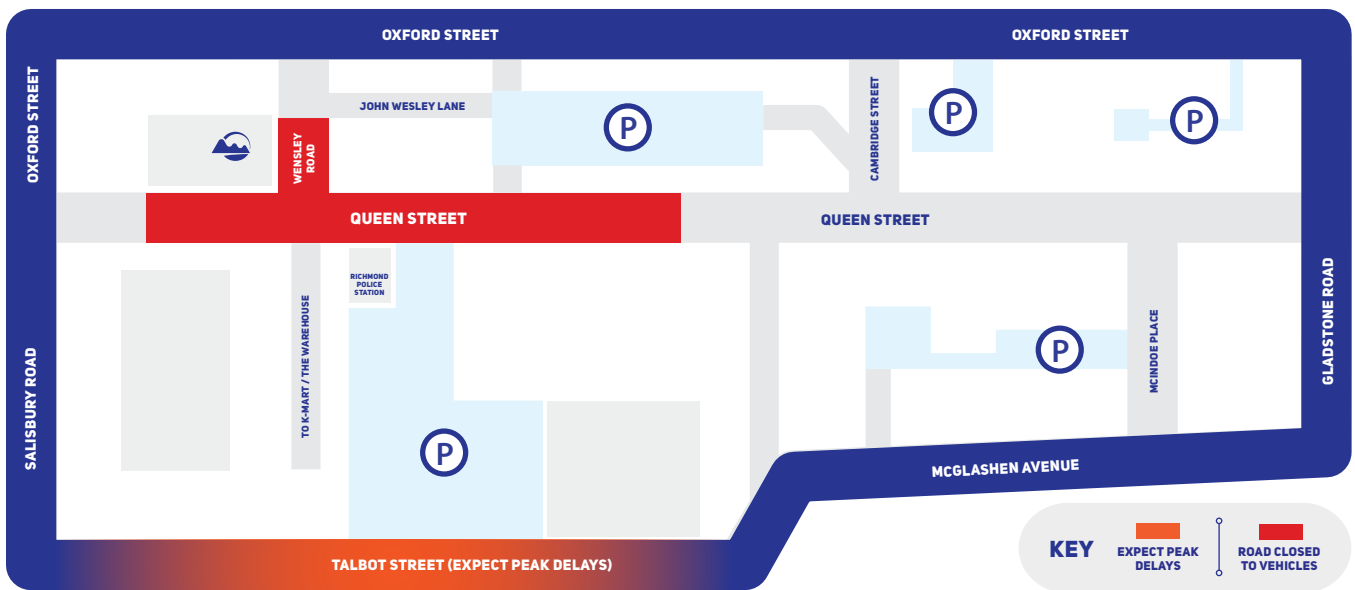 OXFORD STREET
OXFORD STREET
OXFORD STREET
JOHN WESLEY LANE
P
P
P
CAMBRIDGE STREET
WENSLEY
ROAD
QUEEN STREET
QUEEN STREET
RICHMOND
POLICE
STATION
TO K-MART / THE WAREHOUSE
SALISBURY ROAD
P
P
MCINDOE PLACE
GLADSTONE ROAD
MCGLASHEN AVENUE
TALBOT STREET (EXPECT PEAK DELAYS)
KEY
EXPECT PEAK
DELAYS
ROAD CLOSED
TO VEHICLES